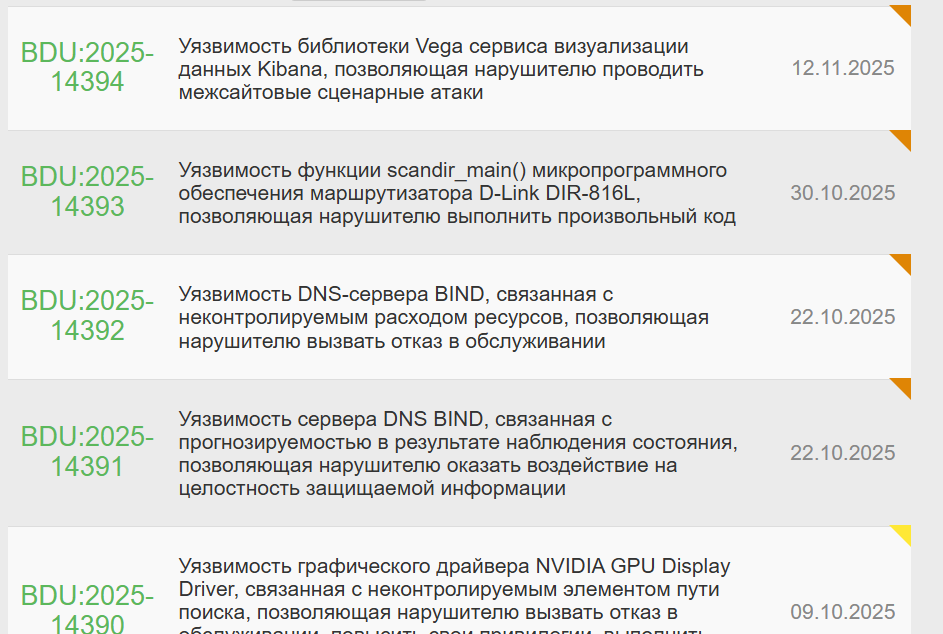 BDU:2025-
14394
Уязвимость библиотеки Vega сервиса визуализации
данных Kibana, позволяющая нарушителю проводить
межсайтовые сценарные атаки
12.11.2025
BDU:2025-
14393
Уязвимость функции scandir_main() микропрограммного
обеспечения маршрутизатора D-Link DIR-816L,
позволяющая нарушителю выполнить произвольный код
30.10.2025
BDU:2025-
14392
Уязвимость DNS-сервера BIND, связанная с
неконтролируемым расходом ресурсов, позволяющая
нарушителю вызвать отказ в обслуживании
22.10.2025
BDU:2025-
14391
Уязвимость сервера DNS BIND, связанная с
прогнозируемостью в результате наблюдения состояния,
позволяющая нарушителю оказать воздействие на
целостность защищаемой информации
22.10.2025
BDU:2025-
14390
Уязвимость графического драйвера NVIDIA GPU Display
Driver, связанная с неконтролируемым элементом пути
поиска, позволяющая нарушителю вызвать отказ в
обслуживании, повысить свои привилегии, выполнить
09.10.2025